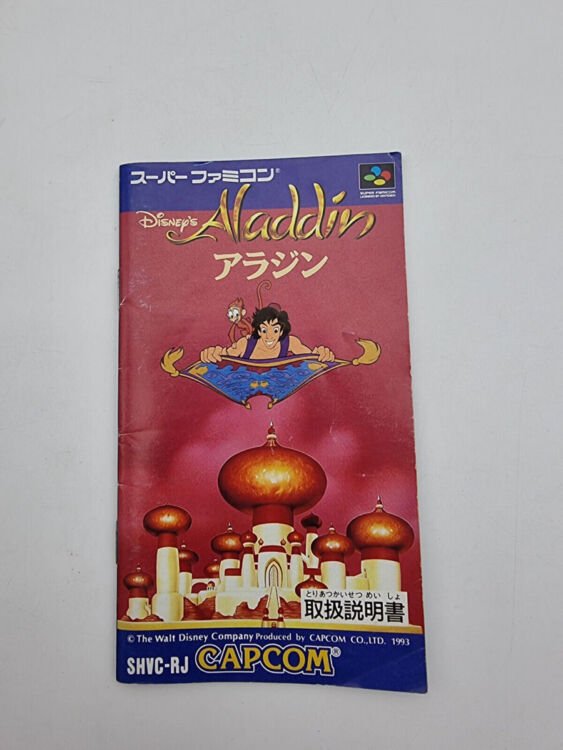 スーパーファミコン®
SUPER FAMICOM
LICENSED BY NINTENDO
Disney's Aladdin
アラジン
とりあつかいせつめいしょ
取扱説明書
© The Walt Disney Company Produced by CAPCOM CO.,LTD. 1993
SHVC-RJ CAPCOM®